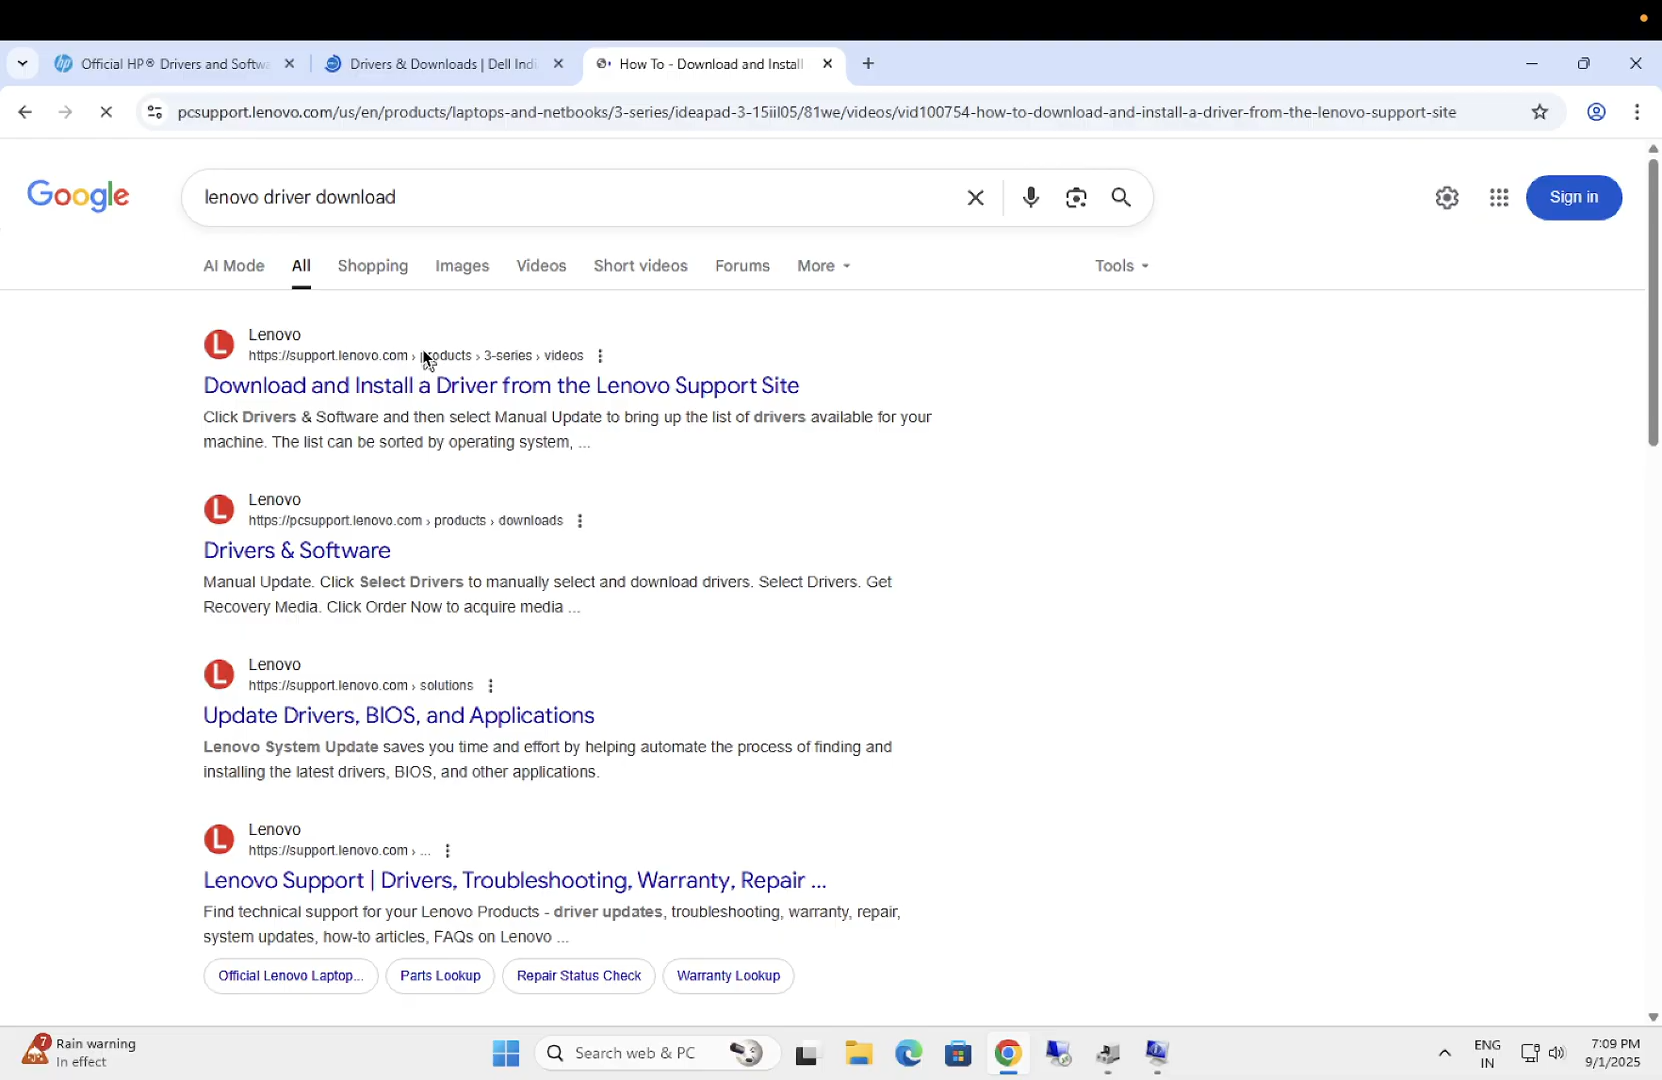 Official HP® Drivers and Softwa
Drivers & Downloads | Dell Indi
How To - Download and Install
pcsupport.lenovo.com/us/en/products/laptops-and-netbooks/3-series/ideapad-3-15iil05/81we/videos/vid100754-how-to-download-and-install-a-driver-from-the-lenovo-support-site
Google
lenovo driver download
Sign in
AI Mode
All
Shopping
Images
Videos
Short videos
Forums
More
Tools
Lenovo
https://support.lenovo.com › products › 3-series › videos
Download and Install a Driver from the Lenovo Support Site
Click Drivers & Software and then select Manual Update to bring up the list of drivers available for your
machine. The list can be sorted by operating system, ...
Lenovo
https://pcsupport.lenovo.com › products › downloads
Drivers & Software
Manual Update. Click Select Drivers to manually select and download drivers. Select Drivers. Get
Recovery Media. Click Order Now to acquire media ...
Lenovo
https://support.lenovo.com › solutions
Update Drivers, BIOS, and Applications
Lenovo System Update saves you time and effort by helping automate the process of finding and
installing the latest drivers, BIOS, and other applications.
Lenovo
https://support.lenovo.com › ...
Lenovo Support | Drivers, Troubleshooting, Warranty, Repair ...
Find technical support for your Lenovo Products - driver updates, troubleshooting, warranty, repair,
system updates, how-to articles, FAQs on Lenovo ...
Official Lenovo Laptop...
Parts Lookup
Repair Status Check
Warranty Lookup
7
Rain warning
In effect
Search web & PC
ENG
IN
7:09 PM
9/1/2025